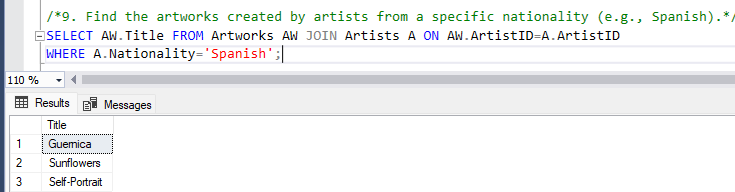 /*9. Find the artworks created by artists from a specific nationality (e.g., Spanish).*/
SELECT AW.Title FROM Artworks AW JOIN Artists A ON AW.ArtistID=A.ArtistID
WHERE A.Nationality='Spanish';
110 %
Results Messages
Title
1 Guernica
2 Sunflowers
3 Self-Portrait